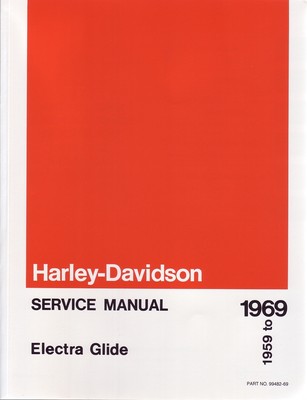 Harley-Davidson
SERVICE MANUAL
1959 to 1969
Electra Glide
PART NO. 99482-69